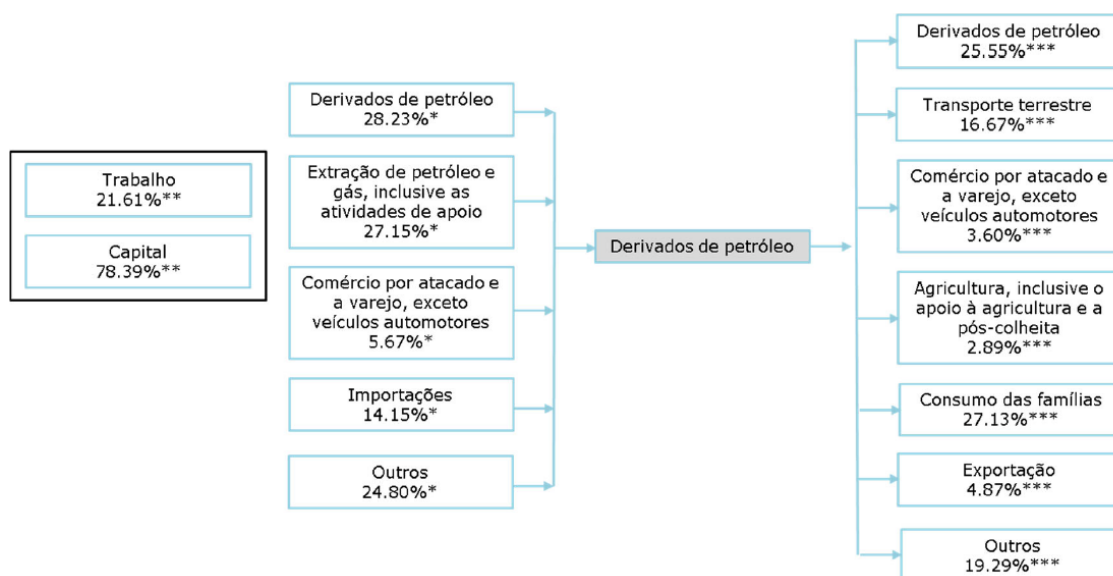 Trabalho
21.61%**
Capital
78.39%**
Derivados de petróleo
28.23%*
Extração de petróleo e
gás, inclusive as
atividades de apoio
27.15%*
Comércio por atacado e
a varejo, exceto
veículos automotores
5.67%*
Importações
14.15%*
Outros
24.80%*
Derivados de petróleo
Derivados de petróleo
25.55%***
Transporte terrestre
16.67%***
Comércio por atacado e
a varejo, exceto
veículos automotores
3.60%***
Agricultura, inclusive o
apoio à agricultura e a
pós-colheita
2.89%***
Consumo das famílias
27.13%***
Exportação
4.87%***
Outros
19.29%***